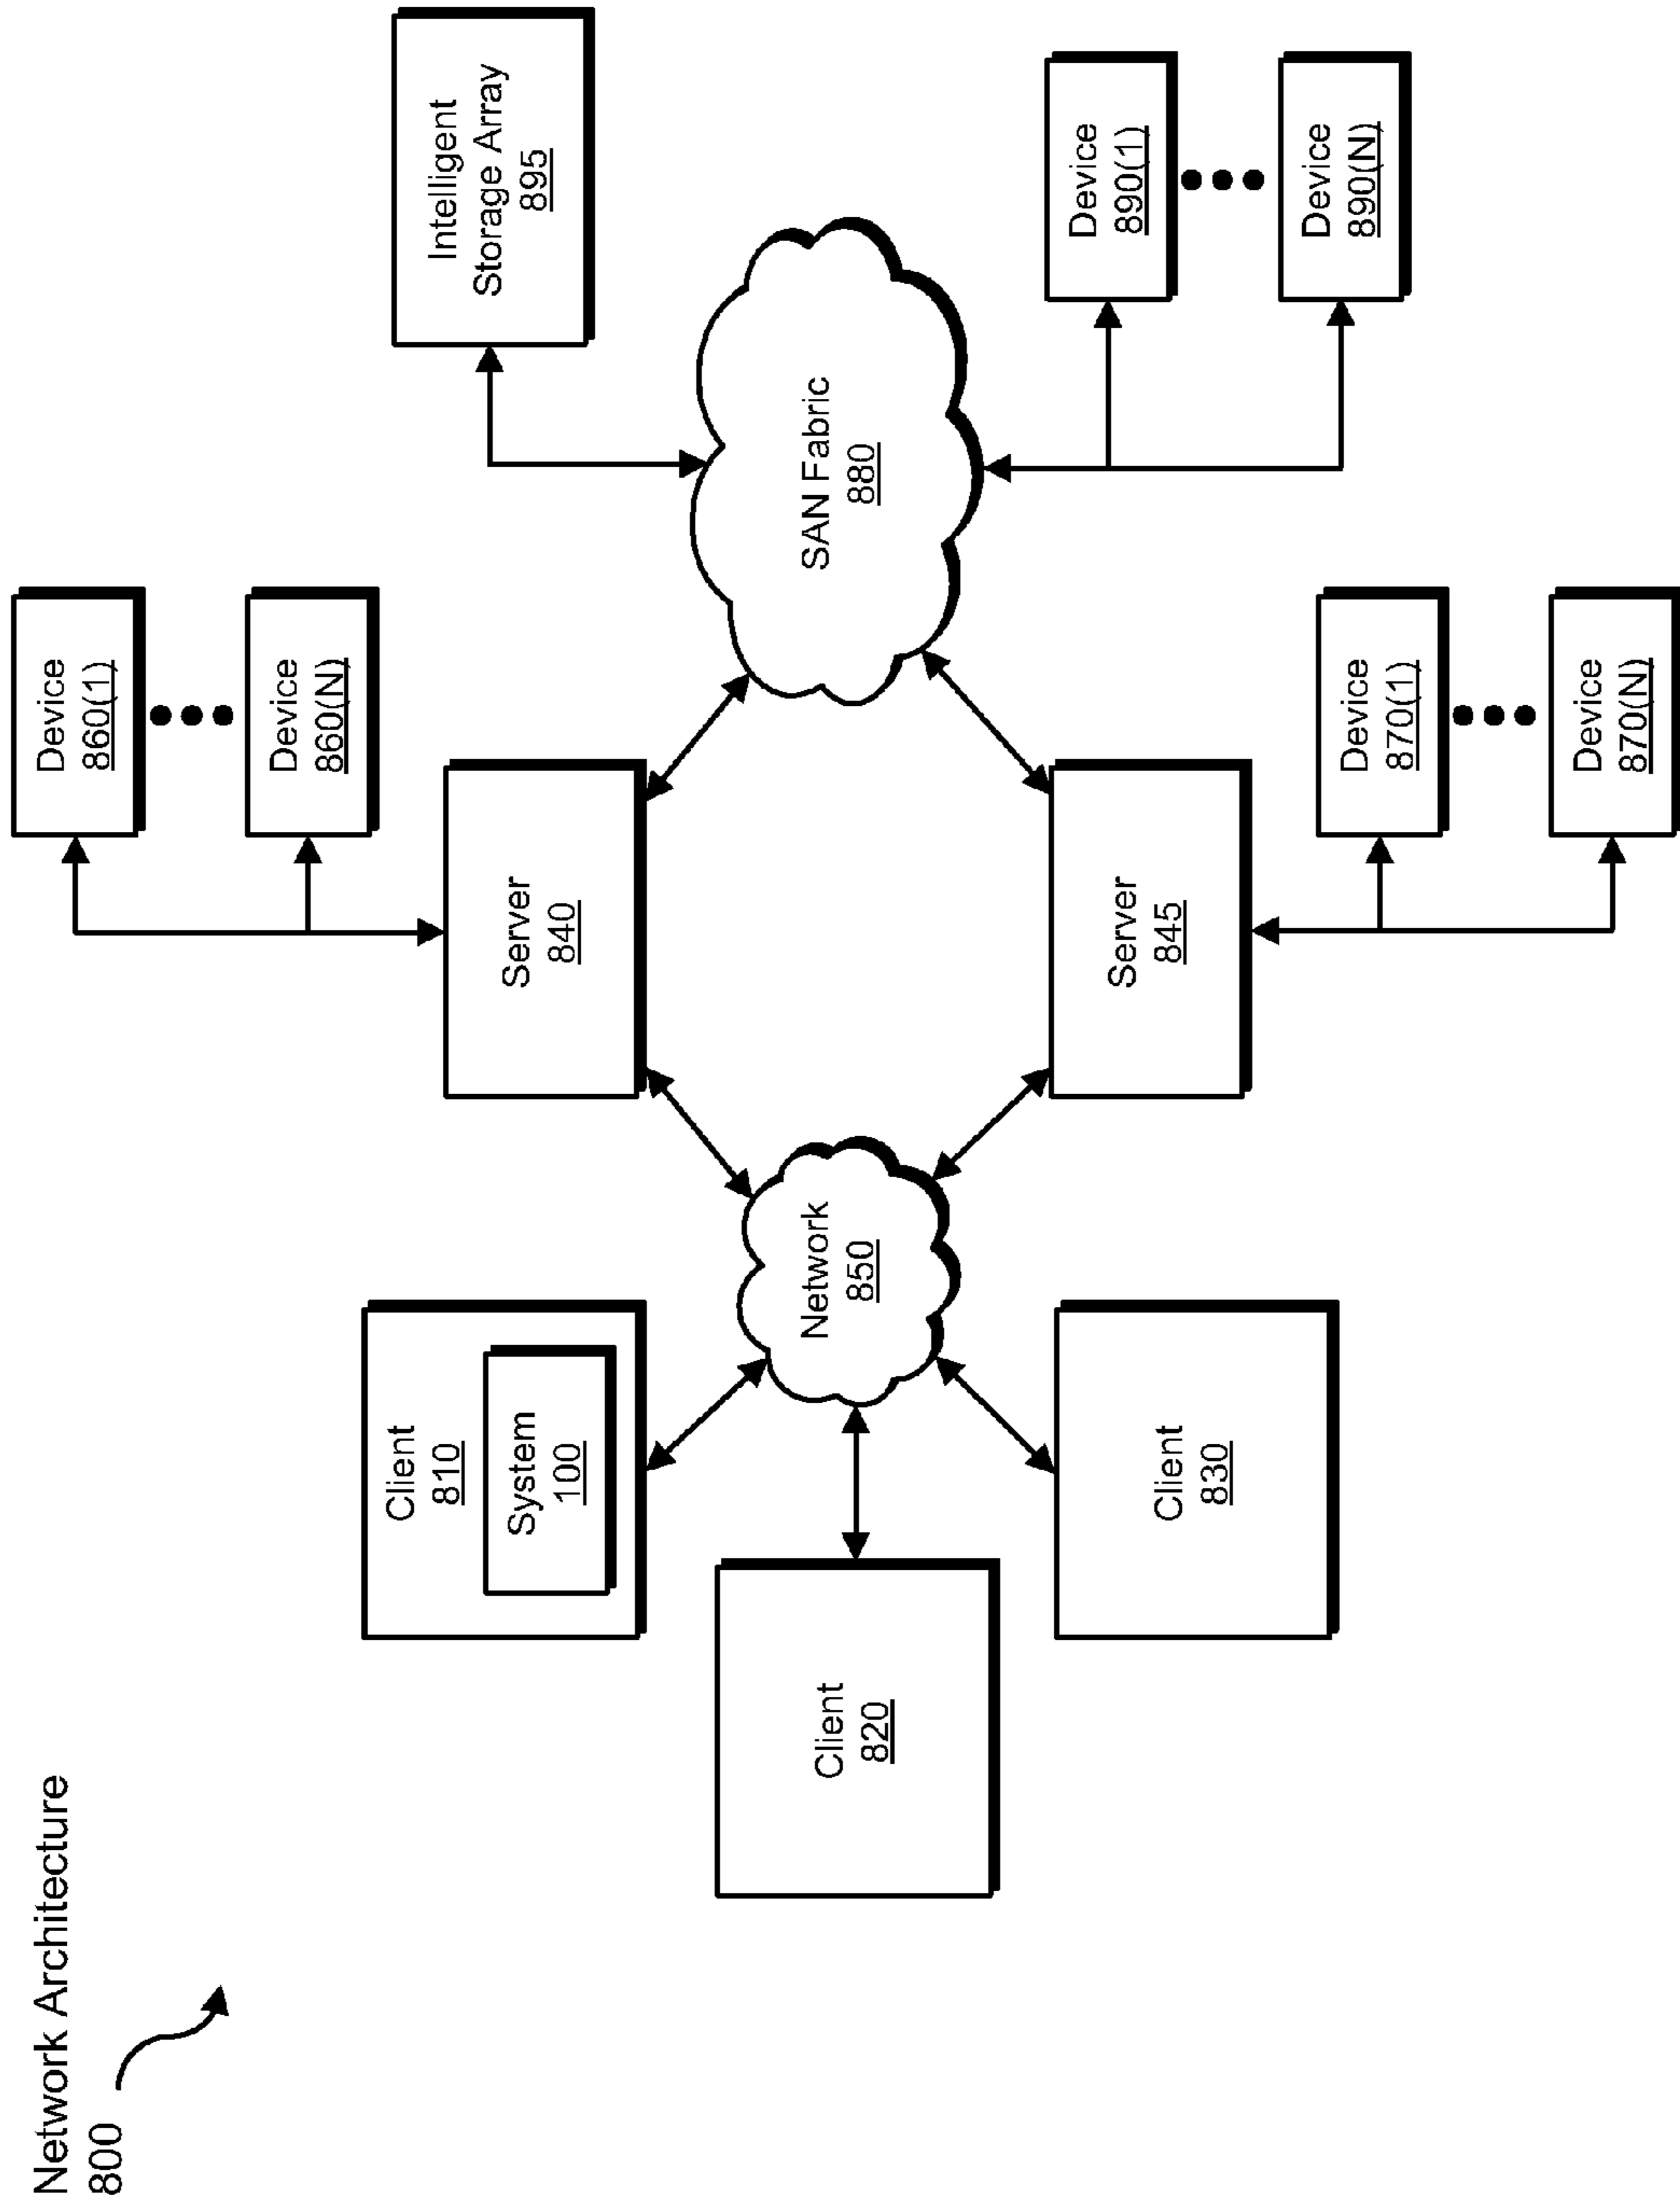 Network Architecture
800
Client
810
System
100
Client
820
Client
830
Network
850
Device
860(1)
Device
860(N)
Server
840
Server
845
Device
870(1)
Device
870(N)
SAN Fabric
880
Intelligent
Storage Array
895
Device
890(1)
Device
890(N)